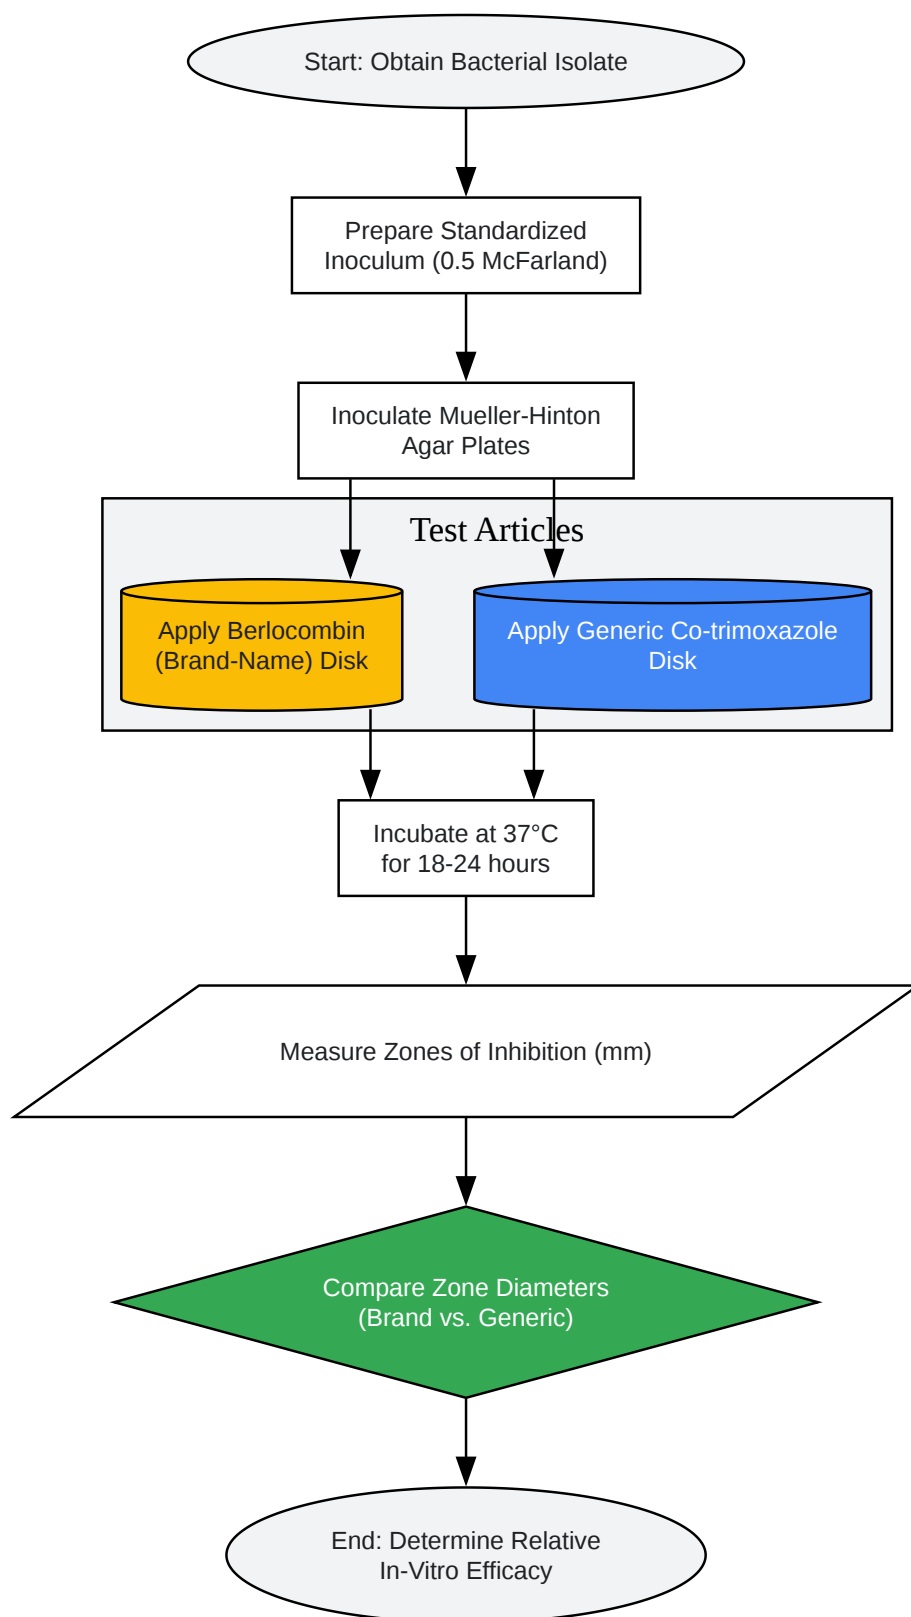 Start: Obtain Bacterial Isolate
Prepare Standardized
Inoculum (0.5 McFarland)
Inoculate Mueller-Hinton
Agar Plates
Test Articles
Apply Berlocombin
(Brand-Name) Disk
Apply Generic Co-trimoxazole
Disk
Incubate at 37°C
for 18-24 hours
Measure Zones of Inhibition (mm)
Compare Zone Diameters
(Brand vs. Generic)
End: Determine Relative
In-Vitro Efficacy